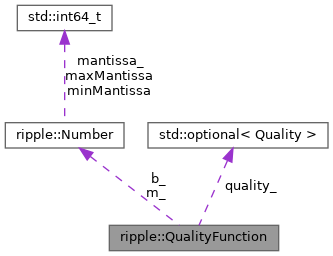 std::int64_t
mantissa_
maxMantissa
minMantissa
ripple::Number
std::optional< Quality >
b_
m_
quality_
ripple::QualityFunction